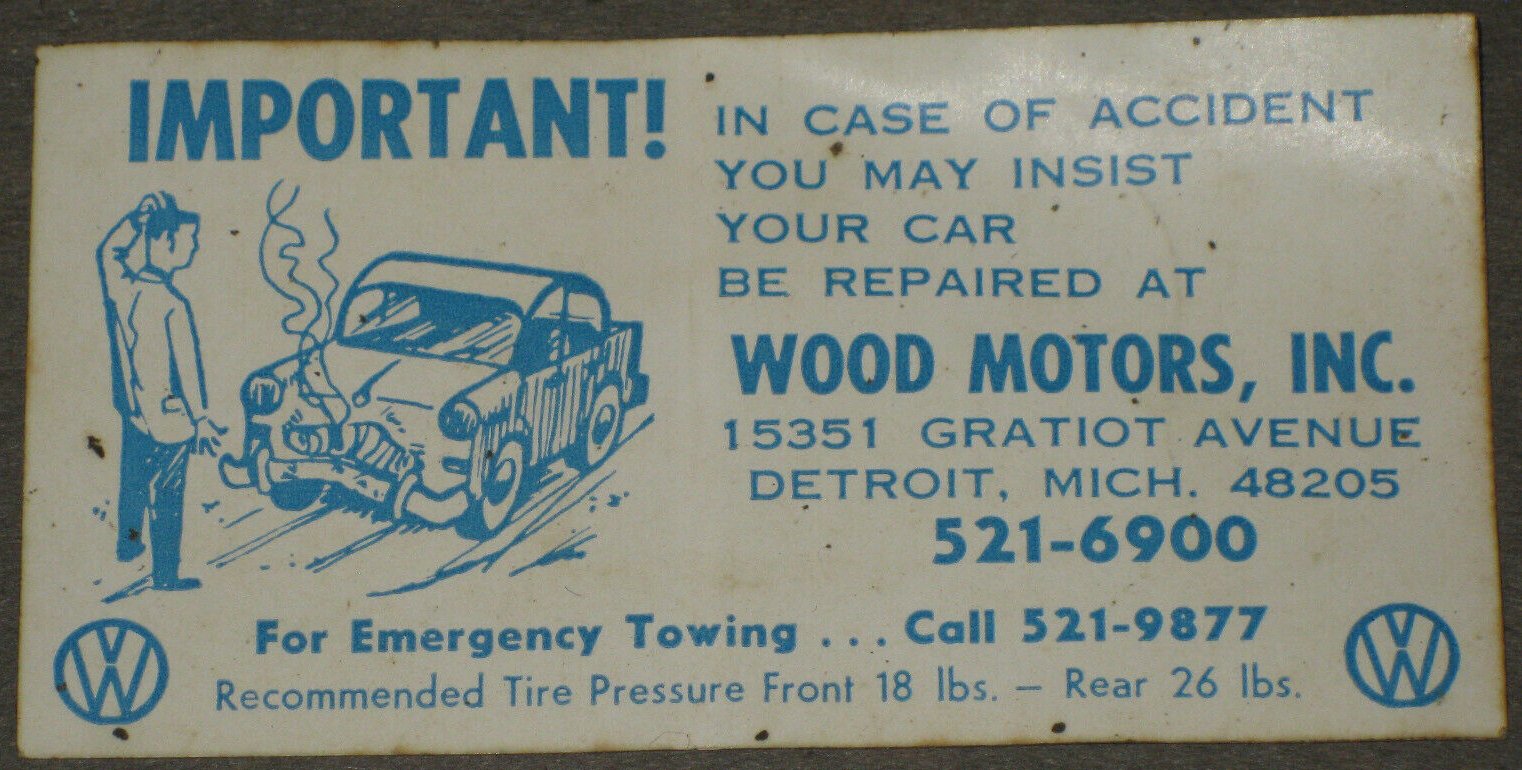 IMPORTANT!
IN CASE OF ACCIDENT
YOU MAY INSIST
YOUR CAR
BE REPAIRED AT
WOOD MOTORS, INC.
15351 GRATIOT AVENUE
DETROIT, MICH. 48205
521-6900
For Emergency Towing . . . Call 521-9877
Recommended Tire Pressure Front 18 lbs. – Rear 26 lbs.
VW
VW